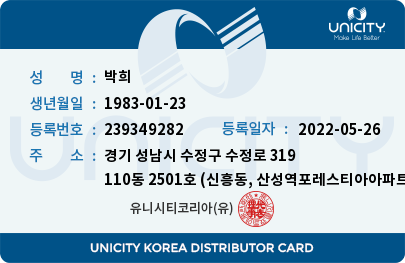 UNICITY
Make Life Better
성 명 : 박희
생년월일 : 1983-01-23
등록번호 : 239349282 등록일자 : 2022-05-26
주 소 : 경기 성남시 수정구 수정로 319
110동 2501호 (신흥동, 산성역포레스티아아파트
유니시티코리아(유)
UNICITY KOREA DISTRIBUTOR CARD